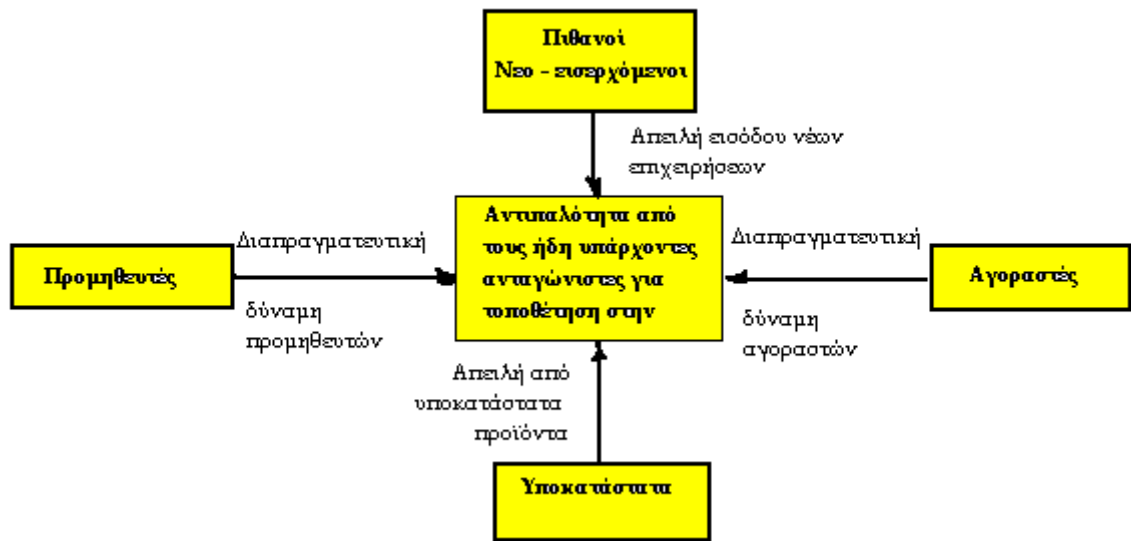 Πιθανοί
Νεο - εισερχόμενοι
Απειλή εισόδου νέων
επιχειρήσεων
Αντιπαλότητα από
τους ήδη υπάρχοντες
ανταγώνιστες για
τοποθέτηση στην
Διαπραγματευτική
Προμηθευτές
δύναμη
προμηθευτών
Διαπραγματευτική
Αγοραστές
δύναμη
αγοραστών
Απειλή από
υποκατάστατα
προϊόντα
Υποκατάστατα